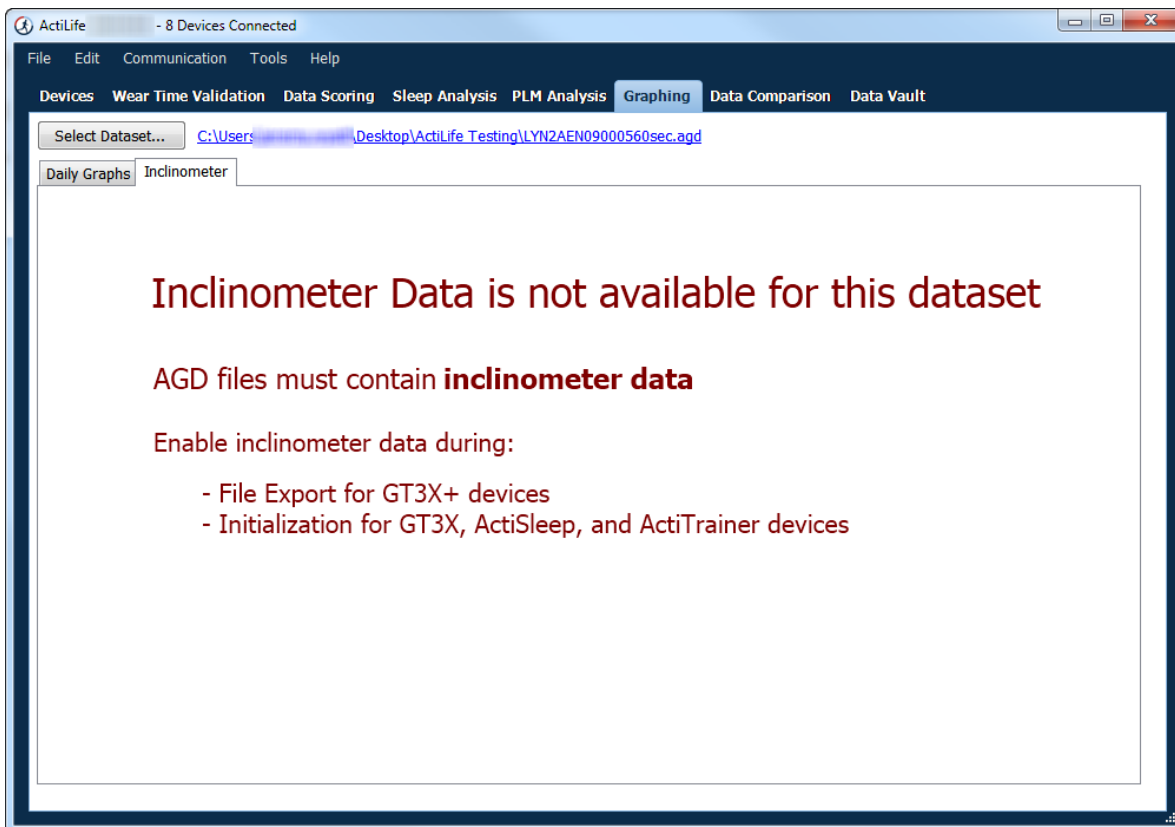 ActiLife - 8 Devices Connected
File Edit Communication Tools Help
Devices Wear Time Validation Data Scoring Sleep Analysis PLM Analysis Graphing Data Comparison Data Vault
Select Dataset... C:\Users \Desktop\ActiLife Testing\LYN2AEN09000560sec.agd
Daily Graphs Inclinometer
Inclinometer Data is not available for this dataset
AGD files must contain inclinometer data
Enable inclinometer data during:
- File Export for GT3X+ devices
- Initialization for GT3X, ActiSleep, and ActiTrainer devices